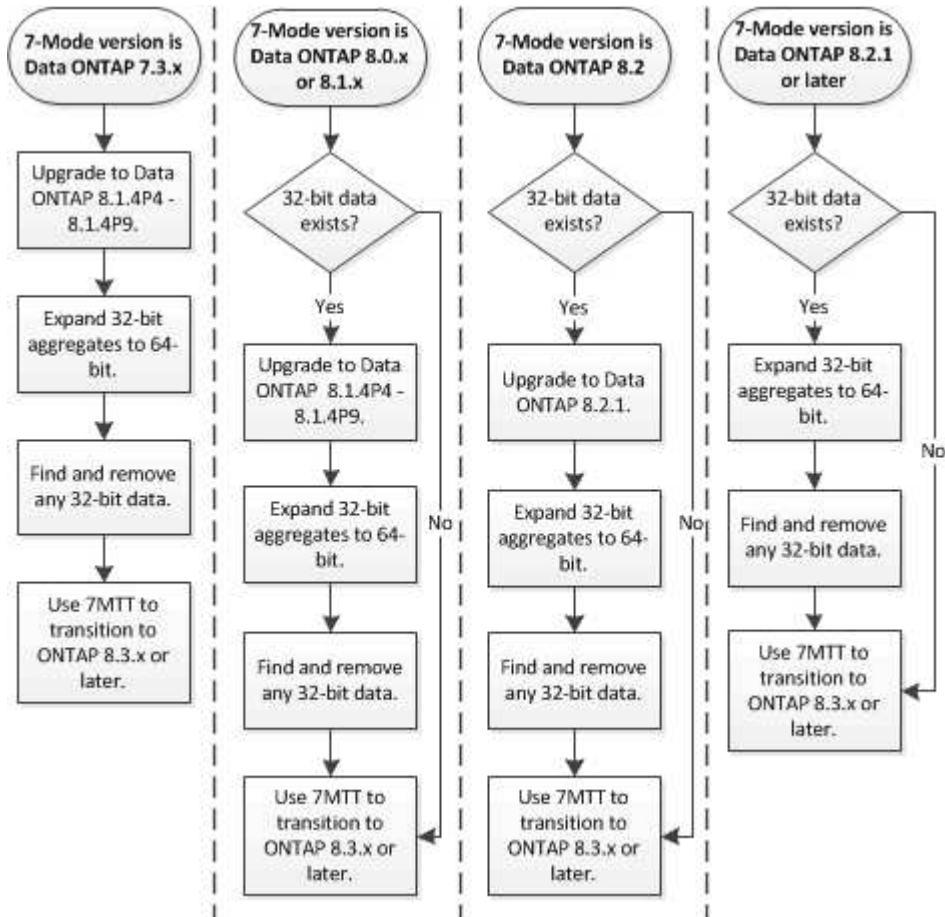 7-Mode version is
Data ONTAP 7.3.x
Upgrade to Data
ONTAP 8.1.4P4 -
8.1.4P9.
Expand 32-bit
aggregates to 64-
bit.
Find and remove
any 32-bit data.
Use 7MTT to
transition to
ONTAP 8.3.x or
later.
7-Mode version is
Data ONTAP 8.0.x
or 8.1.x
32-bit data
exists?
Yes
Upgrade to Data
ONTAP 8.1.4P4 -
8.1.4P9.
Expand 32-bit
aggregates to 64-
bit.
No
Find and remove
any 32-bit data.
Use 7MTT to
transition to
ONTAP 8.3.x or
later.
7-Mode version is
Data ONTAP 8.2
32-bit data
exists?
Yes
Upgrade to Data
ONTAP 8.2.1.
Expand 32-bit
aggregates to 64-
bit.
No
Find and remove
any 32-bit data.
Use 7MTT to
transition to
ONTAP 8.3.x or
later.
7-Mode version is
Data ONTAP 8.2.1
or later
32-bit data
exists?
Yes
Expand 32-bit
aggregates to 64-
bit.
No
Find and remove
any 32-bit data.
Use 7MTT to
transition to
ONTAP 8.3.x or
later.